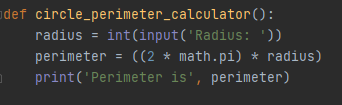 def circle_perimeter_calculator():
    radius = int(input('Radius: '))
    perimeter = ((2 * math.pi) * radius)
    print('Perimeter is', perimeter)